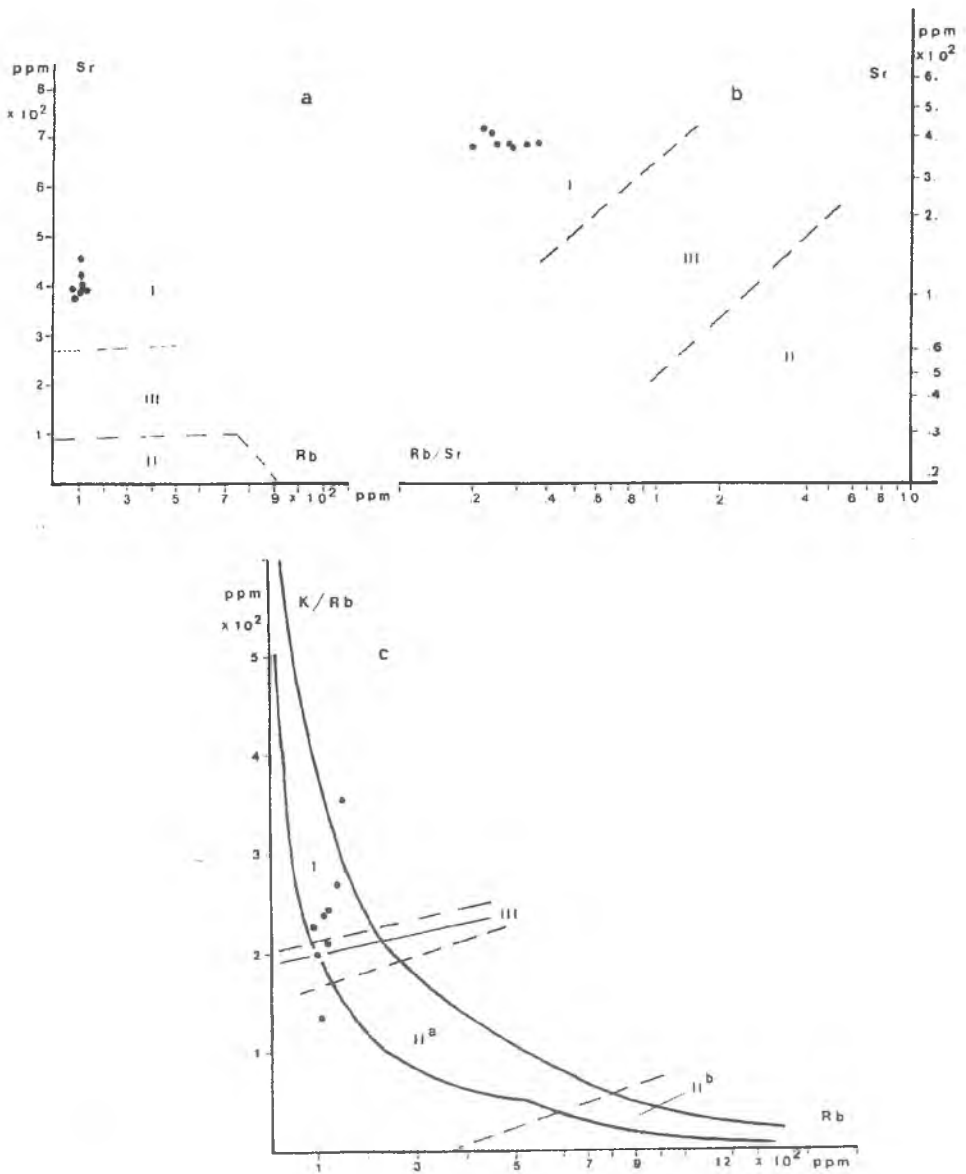 ppm Sr
8
× 10²
7
6
5
4
3
2
1
a
I
III
II
Rb
1 3 5 7 9 × 10² ppm
b
ppm
×10²
Sr
6.
5.
4.
3.
2.
1.
.6
.5
.4
.3
.2
I
III
II
Rb/Sr
.2 .4 .6 .8 1 2 4 6 8 10
ppm
× 10²
K/Rb
c
5
4
3
2
1
I
III
IIa
IIb
Rb
1 3 5 7 9 12 × 10² ppm